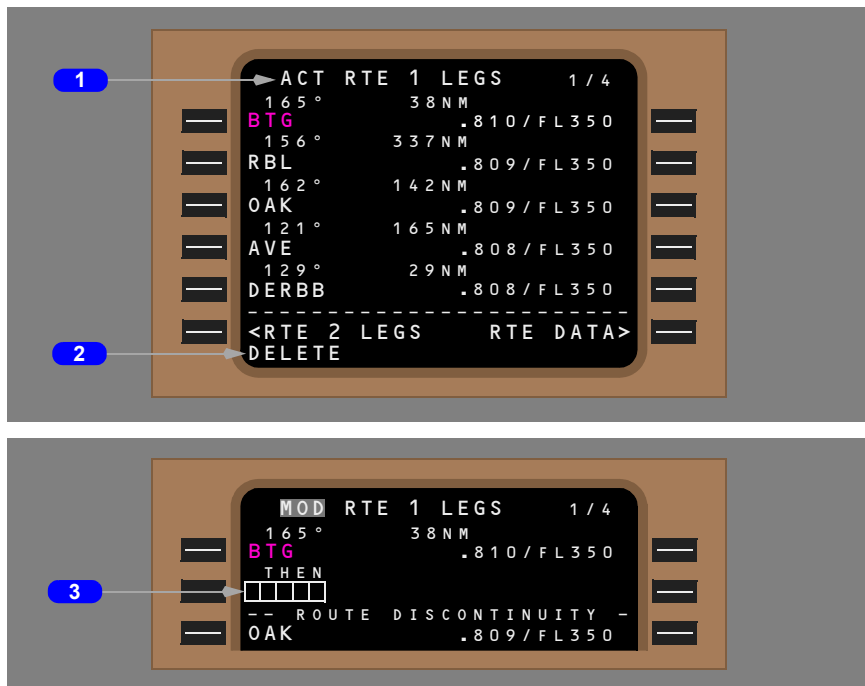 1
ACT RTE 1 LEGS 1/4
165° 38NM
BTG .810/FL350
156° 337NM
RBL .809/FL350
162° 142NM
OAK .809/FL350
121° 165NM
AVE .808/FL350
129° 29NM
DERBB .808/FL350
------------------------
<RTE 2 LEGS RTE DATA>
2
DELETE
MOD RTE 1 LEGS 1/4
165° 38NM
BTG .810/FL350
THEN
3
-- ROUTE DISCONTINUITY -
OAK .809/FL350